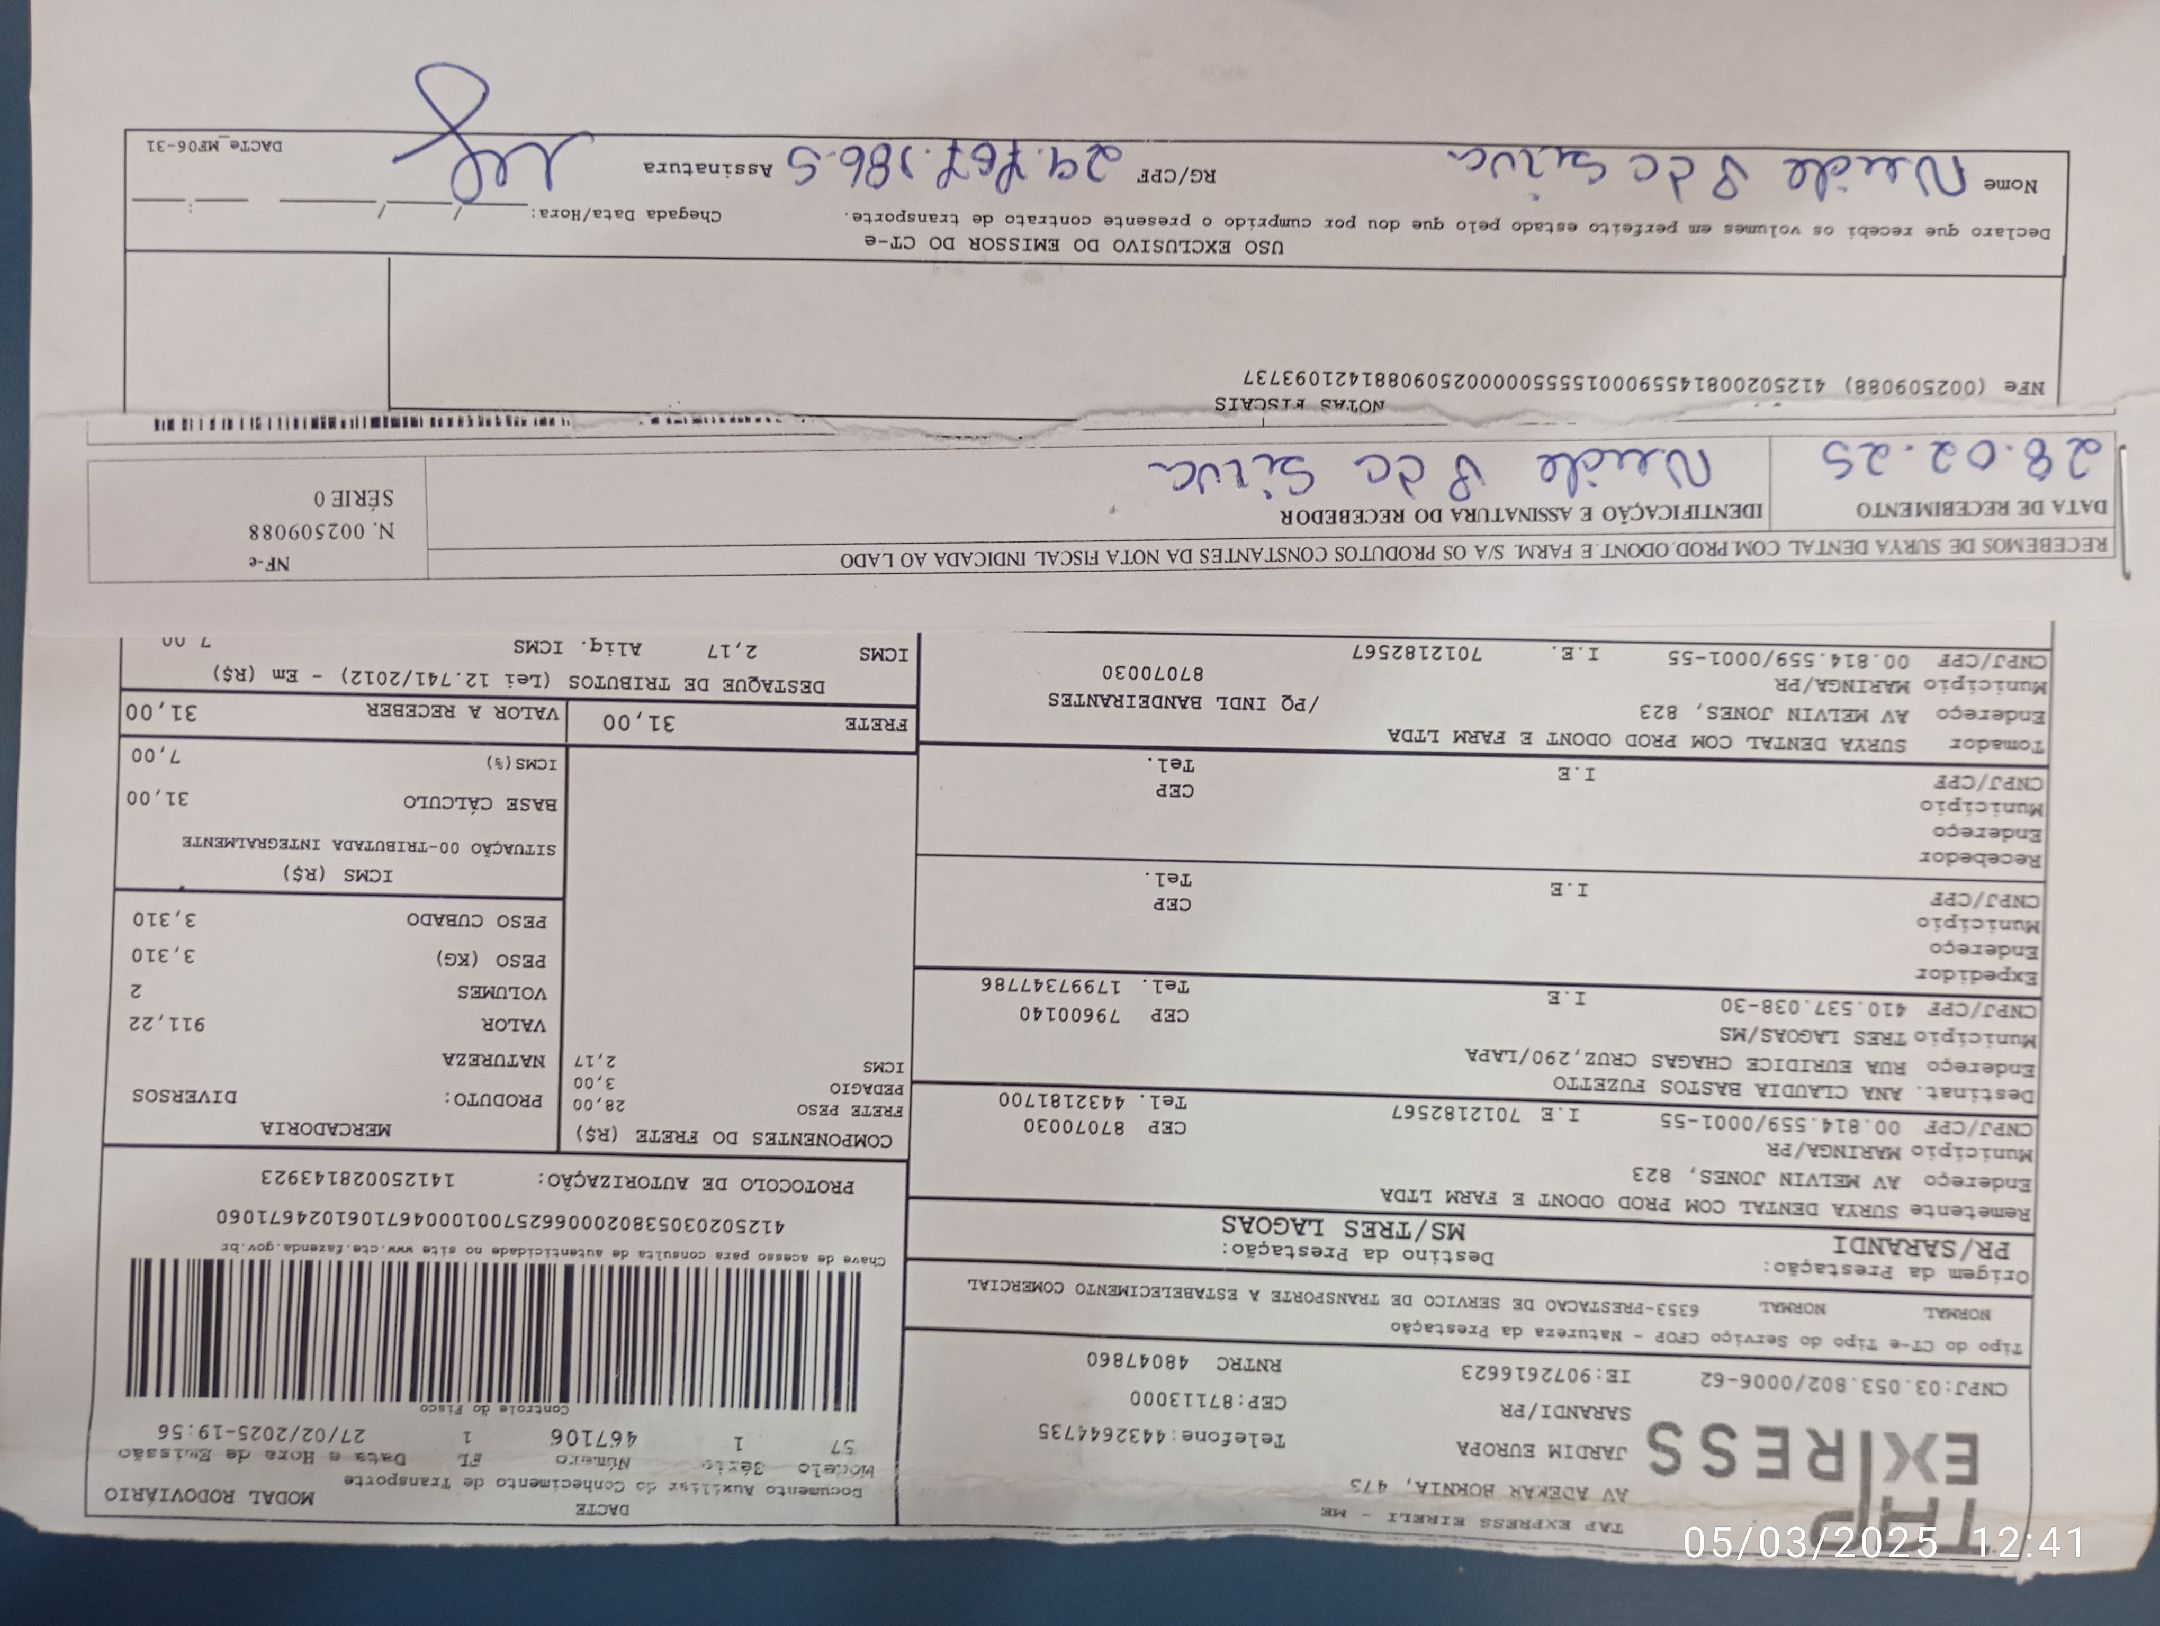 TAP EXPRESS
TAP EXPRESS EIRELI - ME
AV ADEMAR BORNIA, 473
JARDIM EUROPA Telefone:4432644735
SARANDI/PR CEP:87113000
CNPJ:03.053.802/0006-62 IE:9072616623 RNTRC 48047860
DACTE MODAL RODOVIÁRIO
Documento Auxiliar do Conhecimento de Transporte
Modelo Série Número FL Data e Hora de Emissão
57 1 467106 1 27/02/2025-19:56
Controle do Fisco
Tipo do CT-e Tipo do Serviço CFOP - Natureza da Prestação
NORMAL NORMAL 6353-PRESTACAO DE SERVICO DE TRANSPORTE A ESTABELECIMENTO COMERCIAL
Chave de acesso para consulta de autenticidade no site www.cte.fazenda.gov.br
41250203053802000662570010004671061024671060
Origem da Prestação: Destino da Prestação:
PR/SARANDI MS/TRES LAGOAS
PROTOCOLO DE AUTORIZAÇÃO: 141250028143923
Remetente SURYA DENTAL COM PROD ODONT E FARM LTDA
Endereço AV MELVIN JONES, 823
Município MARINGA/PR CEP 87070030
CNPJ/CPF 00.814.559/0001-55 I.E 7012182567 Tel. 4432181700
Destinat. ANA CLAUDIA BASTOS FUZETTO
Endereço RUA EURIDICE CHAGAS CRUZ,290/LAPA
Município TRES LAGOAS/MS CEP 79600140
CNPJ/CPF 410.537.038-30 I.E Tel. 17997347786
Expedidor
Endereço
Município CEP
CNPJ/CPF I.E Tel.
Recebedor
Endereço
Município CEP
CNPJ/CPF I.E Tel.
Tomador SURYA DENTAL COM PROD ODONT E FARM LTDA
Endereço AV MELVIN JONES, 823 /PQ INDL BANDEIRANTES
Município MARINGA/PR 87070030
CNPJ/CPF 00.814.559/0001-55 I.E. 7012182567
COMPONENTES DO FRETE (R$)
FRETE PESO 28,00
PEDAGIO 3,00
ICMS 2,17
MERCADORIA
PRODUTO: DIVERSOS
NATUREZA
VALOR 911,22
VOLUMES 2
PESO (KG) 3,310
PESO CUBADO 3,310
ICMS (R$)
SITUAÇÃO 00-TRIBUTADA INTEGRALMENTE
BASE CÁLCULO 31,00
ICMS(%) 7,00
FRETE 31,00 VALOR A RECEBER 31,00
DESTAQUE DE TRIBUTOS (Lei 12.741/2012) - Em (R$)
ICMS 2,17 Aliq. ICMS 7,00
RECEBEMOS DE SURYA DENTAL COM.PROD.ODONT.E FARM. S/A OS PRODUTOS CONSTANTES DA NOTA FISCAL INDICADA AO LADO
DATA DE RECEBIMENTO IDENTIFICAÇÃO E ASSINATURA DO RECEBEDOR
28.02.25 Neide da Silva
NF-e
N. 002509088
SÉRIE 0
NOTAS FISCAIS
NFe (002509088) 41250200814559000155550000025090881421093737
USO EXCLUSIVO DO EMISSOR DO CT-e
Declaro que recebi os volumes em perfeito estado pelo que dou por cumprido o presente contrato de transporte. Chegada Data/Hora: ____/____/____ __:__
Nome Neide da Silva RG/CPF 29.767.186.5 Assinatura
DACTe_MF06-31
05/03/2025 12:41